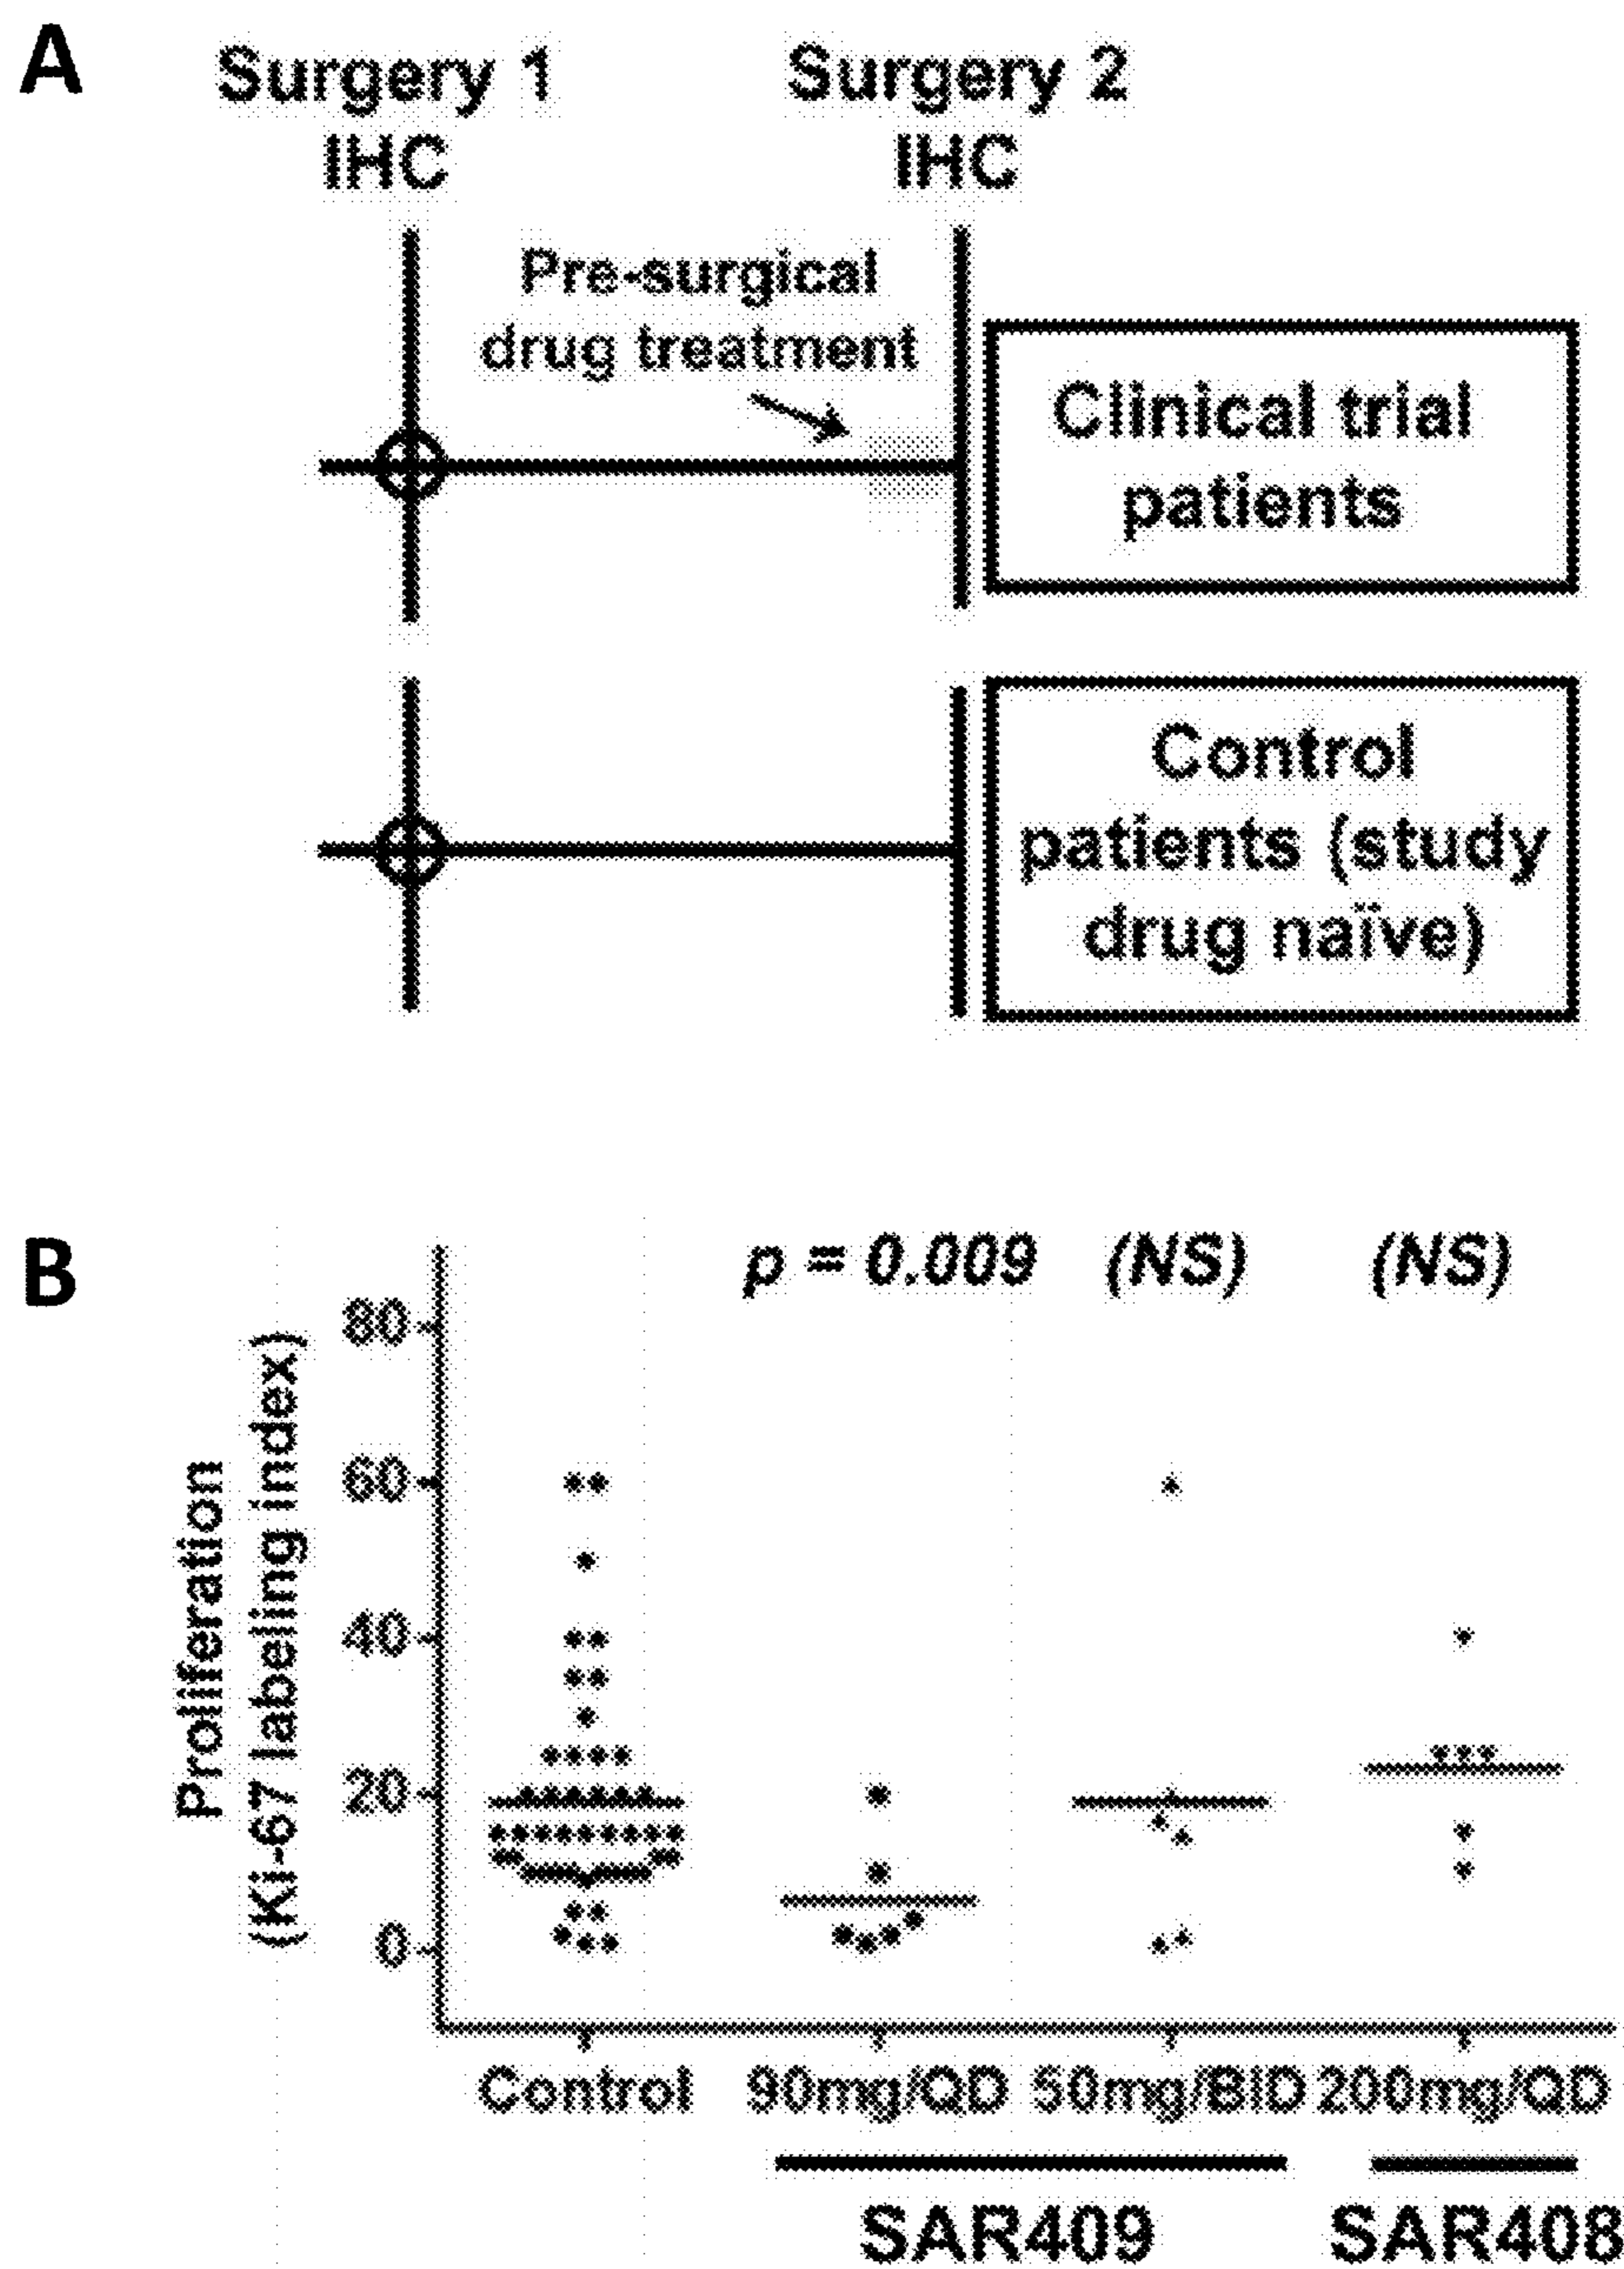 A
Surgery 1
IHC
Surgery 2
IHC
Pre-surgical
drug treatment
Clinical trial
patients
Control
patients (study
drug naïve)
B
p = 0.009
(NS)
(NS)
Proliferation
(Ki-67 labeling index)
80
60
40
20
0
Control
90mg/QD
50mg/BID
200mg/QD
SAR409
SAR408